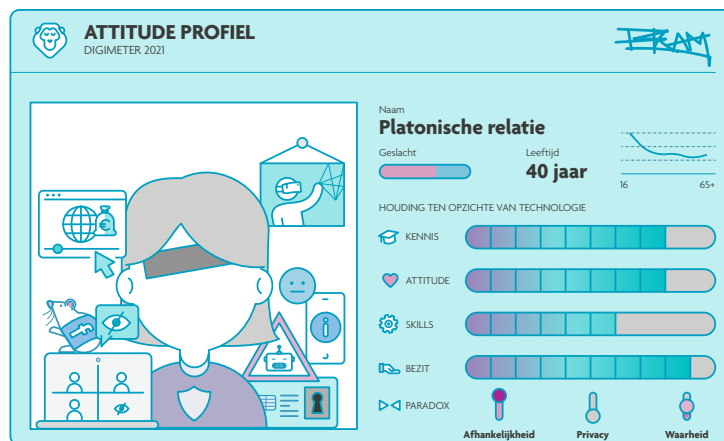 ATTITUDE PROFIEL
DIGIMETER 2021
Naam
Platonische relatie
Geslacht
Leeftijd
40 jaar
16
65+
HOUDING TEN OPZICHTE VAN TECHNOLOGIE
KENNIS
ATTITUDE
SKILLS
BEZIT
PARADOX
Afhankelijkheid
Privacy
Waarheid